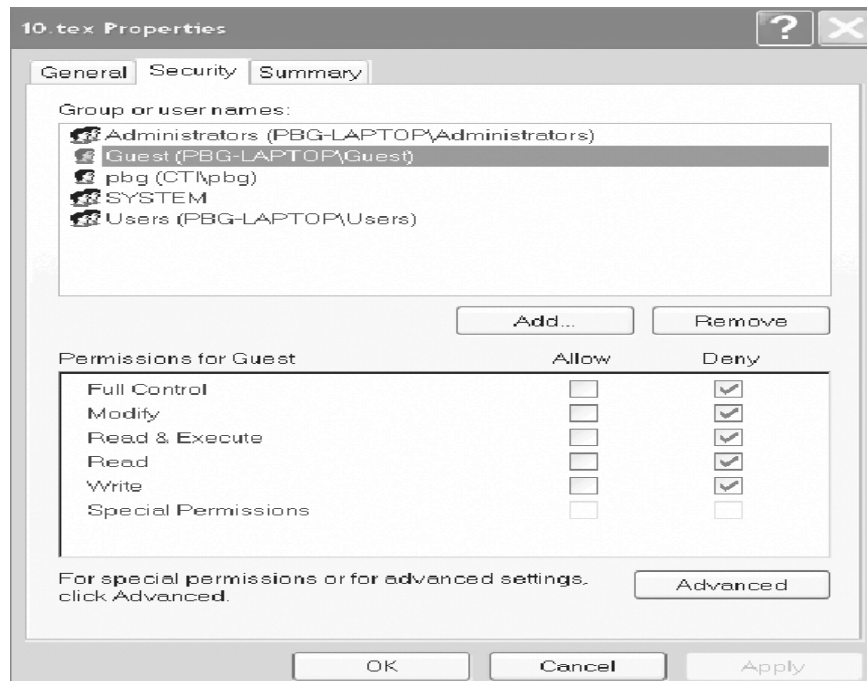 10.tex Properties
?
General Security Summary
Group or user names:
Administrators (PBG-LAPTOP\Administrators)
Guest (PBG-LAPTOP\Guest)
pbg (CTI\pbg)
SYSTEM
Users (PBG-LAPTOP\Users)
Add... Remove
Permissions for Guest Allow Deny
Full Control
Modify
Read & Execute
Read
Write
Special Permissions
For special permissions or for advanced settings,
click Advanced. Advanced
OK Cancel Apply